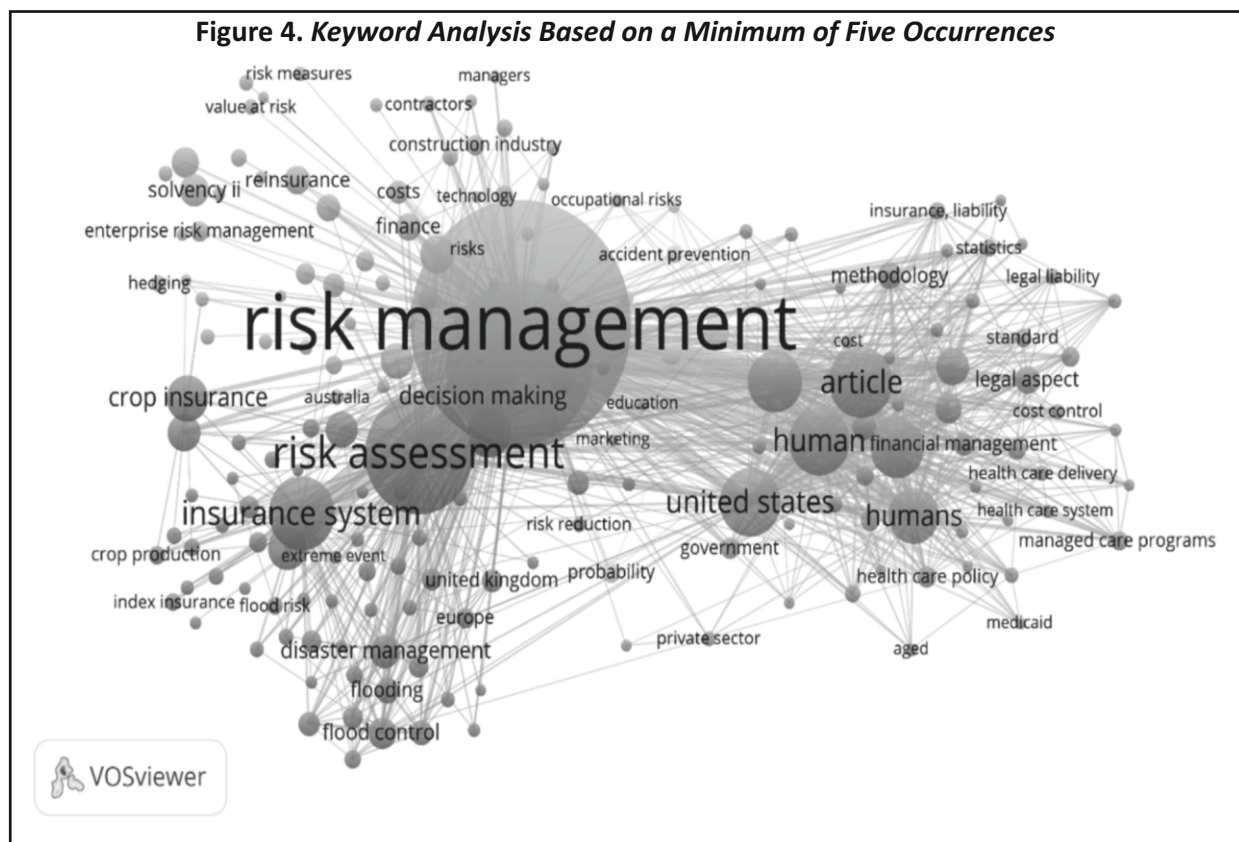 Figure 4. Keyword Analysis Based on a Minimum of Five Occurrences
risk measures
managers
value at risk
contractors
construction industry
solvency ii
reinsurance
costs
technology
occupational risks
insurance, liability
enterprise risk management
finance
risks
accident prevention
statistics
hedging
methodology
legal liability
risk management
cost
standard
crop insurance
australia
decision making
education
article
legal aspect
cost control
risk assessment
marketing
human
financial management
health care delivery
insurance system
risk reduction
united states
humans
health care system
managed care programs
crop production
extreme event
government
index insurance
flood risk
united kingdom
probability
health care policy
europe
medicaid
disaster management
private sector
aged
flooding
flood control
VOSviewer